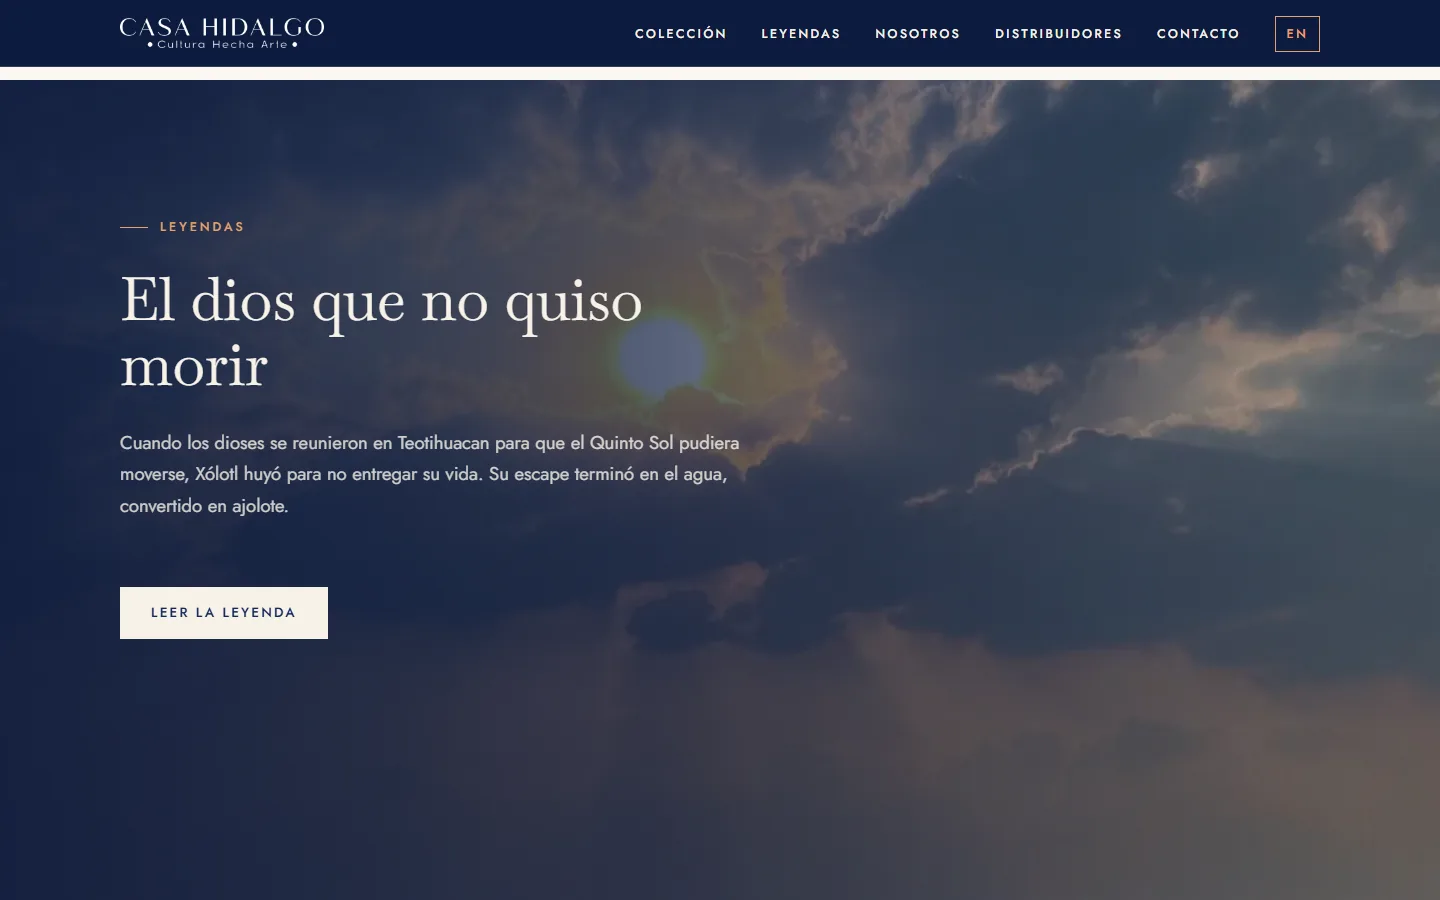 CASA HIDALGO
• Cultura Hecha Arte •
COLECCIÓN
LEYENDAS
NOSOTROS
DISTRIBUIDORES
CONTACTO
EN
LEYENDAS
El dios que no quiso
morir
Cuando los dioses se reunieron en Teotihuacan para que el Quinto Sol pudiera
moverse, Xólotl huyó para no entregar su vida. Su escape terminó en el agua,
convertido en ajolote.
LEER LA LEYENDA